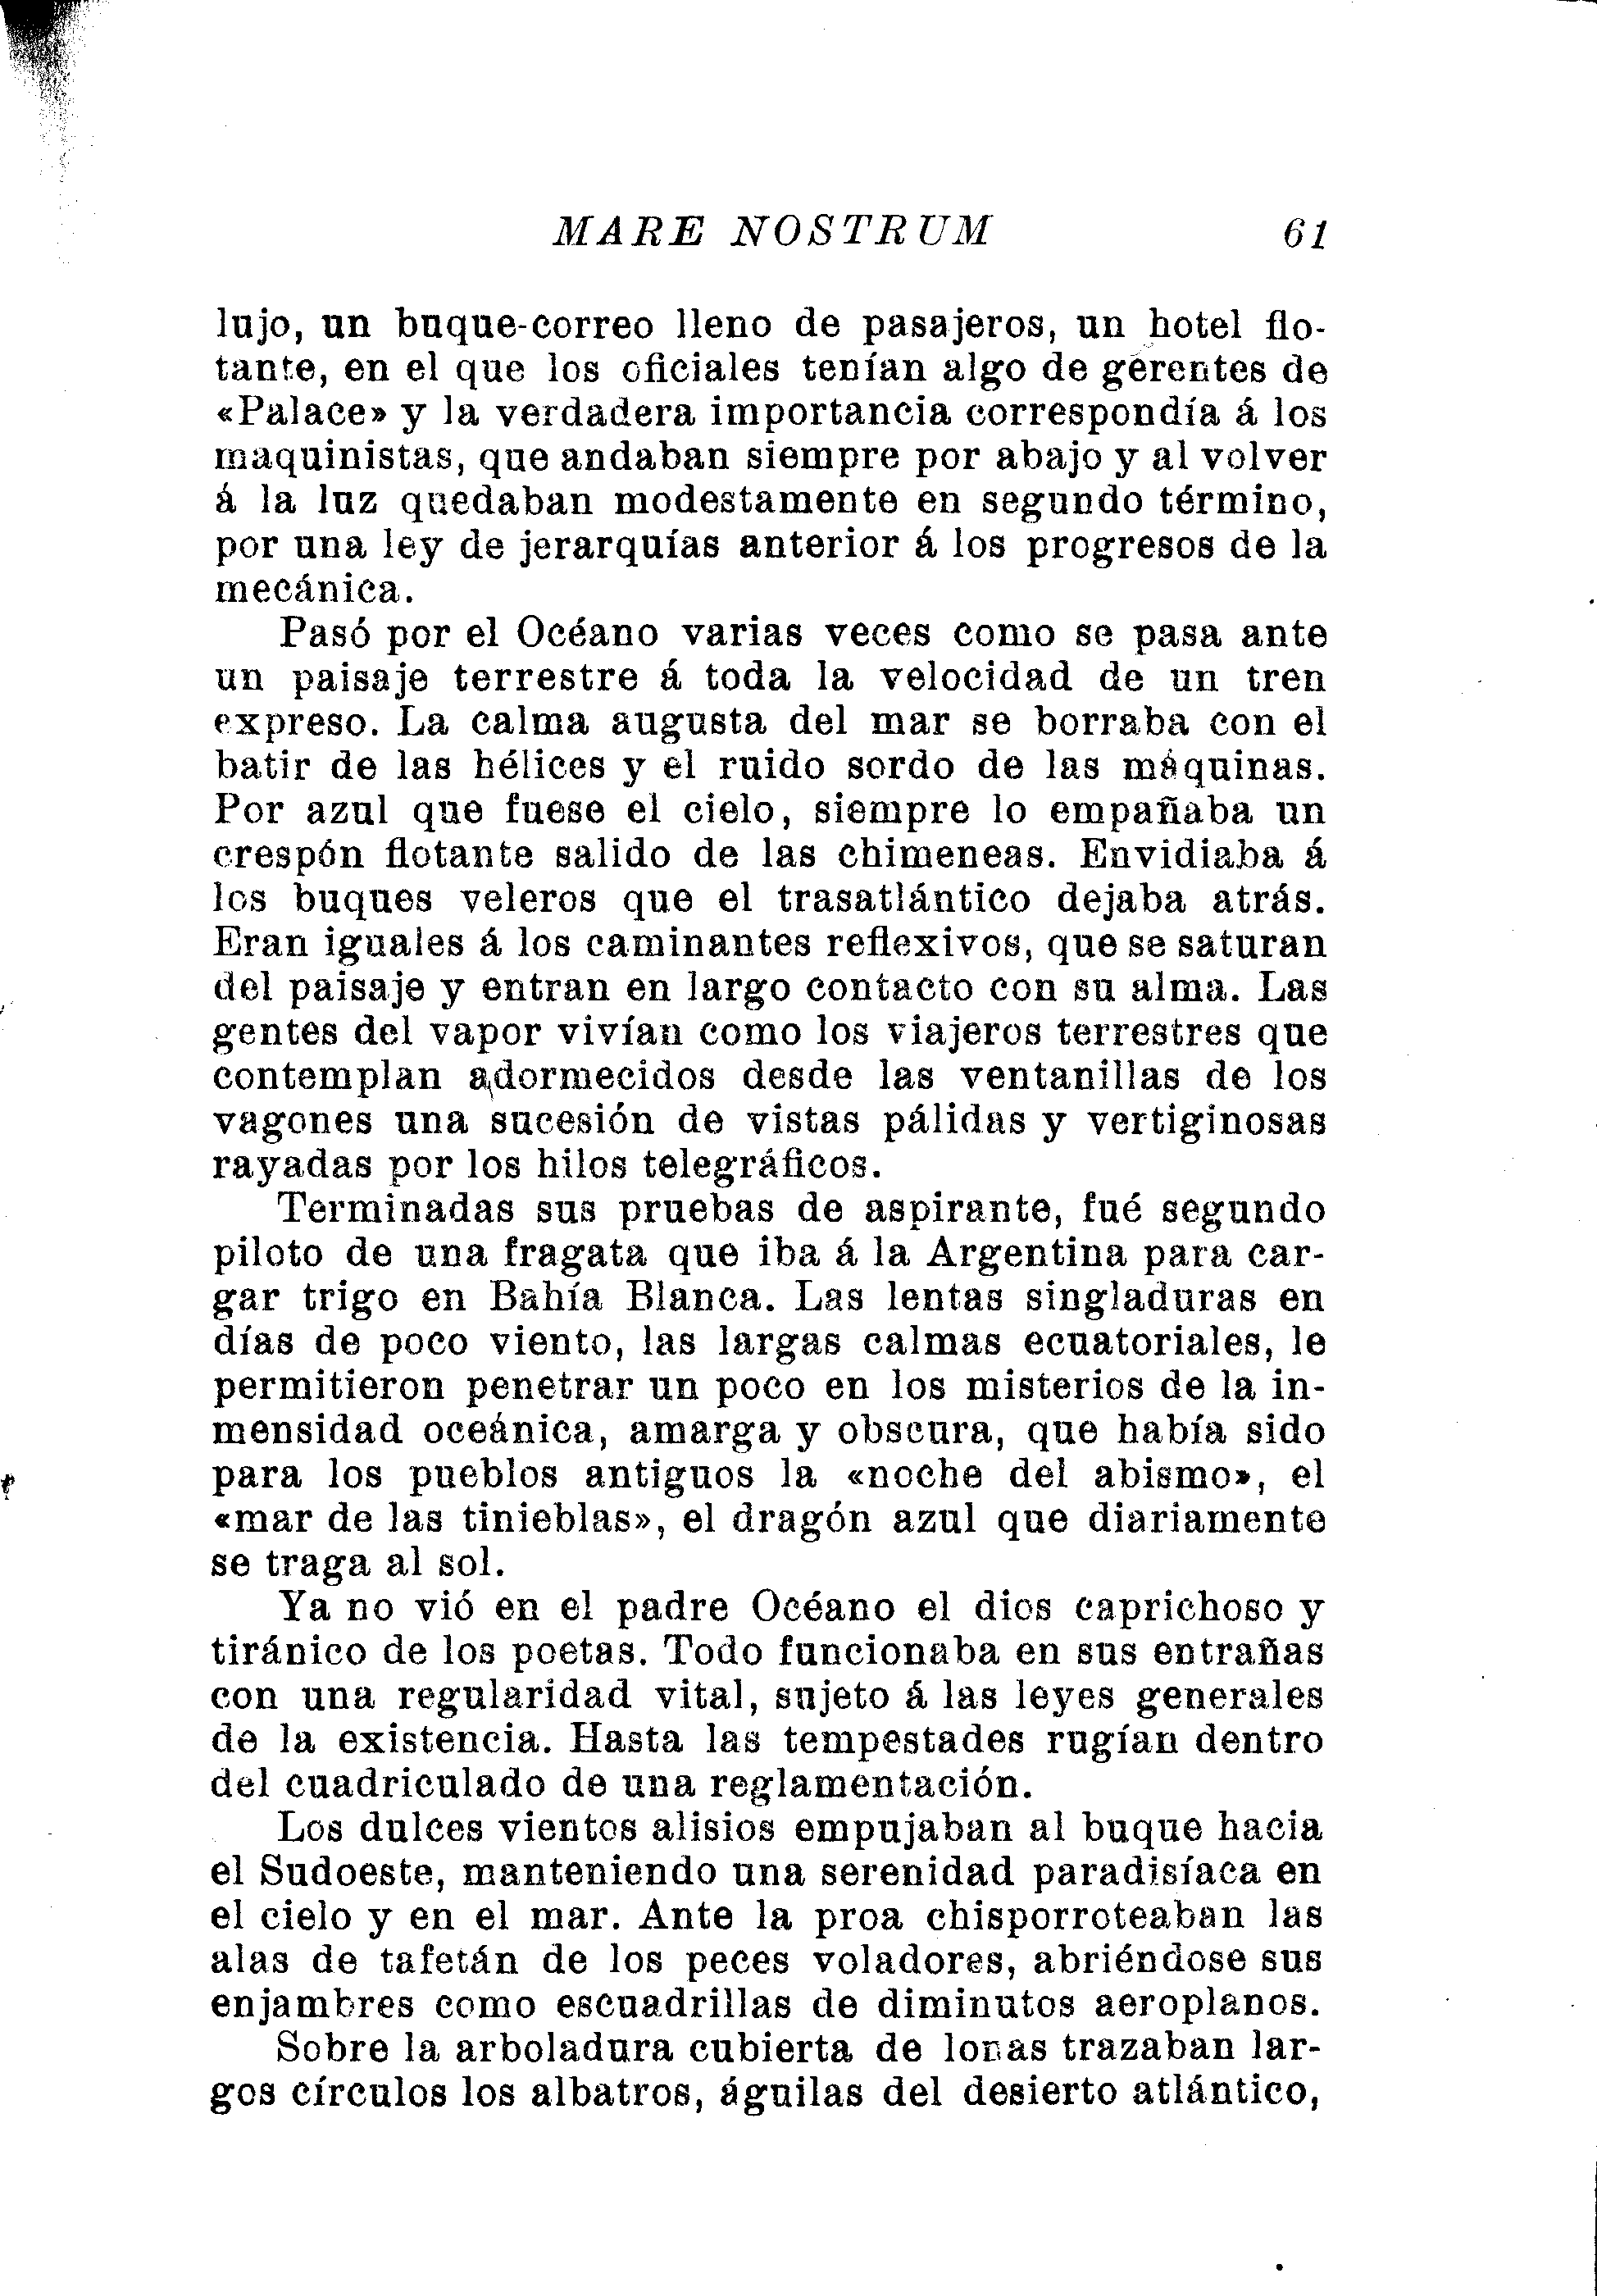 MARE NOSTRUM 61
lujo, un buque-correo lleno de pasajeros, un hotel flo-
tante, en el que los oficiales tenían algo de gerentes de
«Palace» y la verdadera importancia correspondía á los
maquinistas, que andaban siempre por abajo y al volver
á la luz quedaban modestamente en segundo término,
por una ley de jerarquías anterior á los progresos de la
mecánica.
Pasó por el Océano varias veces como se pasa ante
un paisaje terrestre á toda la velocidad de un tren
expreso. La calma augusta del mar se borraba con el
batir de las hélices y el ruido sordo de las máquinas.
Por azul que fuese el cielo, siempre lo empañaba un
crespón flotante salido de las chimeneas. Envidiaba á
los buques veleros que el trasatlántico dejaba atrás.
Eran iguales á los caminantes reflexivos, que se saturan
del paisaje y entran en largo contacto con su alma. Las
gentes del vapor vivían como los viajeros terrestres que
contemplan adormecidos desde las ventanillas de los
vagones una sucesión de vistas pálidas y vertiginosas
rayadas por los hilos telegráficos.
Terminadas sus pruebas de aspirante, fué segundo
piloto de una fragata que iba á la Argentina para car-
gar trigo en Bahía Blanca. Las lentas singladuras en
días de poco viento, las largas calmas ecuatoriales, le
permitieron penetrar un poco en los misterios de la in-
mensidad oceánica, amarga y obscura, que había sido
para los pueblos antiguos la «noche del abismo», el
«mar de las tinieblas», el dragón azul que diariamente
se traga al sol.
Ya no vió en el padre Océano el dios caprichoso y
tiránico de los poetas. Todo funcionaba en sus entrañas
con una regularidad vital, sujeto á las leyes generales
de la existencia. Hasta las tempestades rugían dentro
del cuadriculado de una reglamentación.
Los dulces vientos alisios empujaban al buque hacia
el Sudoeste, manteniendo una serenidad paradisíaca en
el cielo y en el mar. Ante la proa chisporroteaban las
alas de tafetán de los peces voladores, abriéndose sus
enjambres como escuadrillas de diminutos aeroplanos.
Sobre la arboladura cubierta de lonas trazaban lar-
gos círculos los albatros, águilas del desierto atlántico,